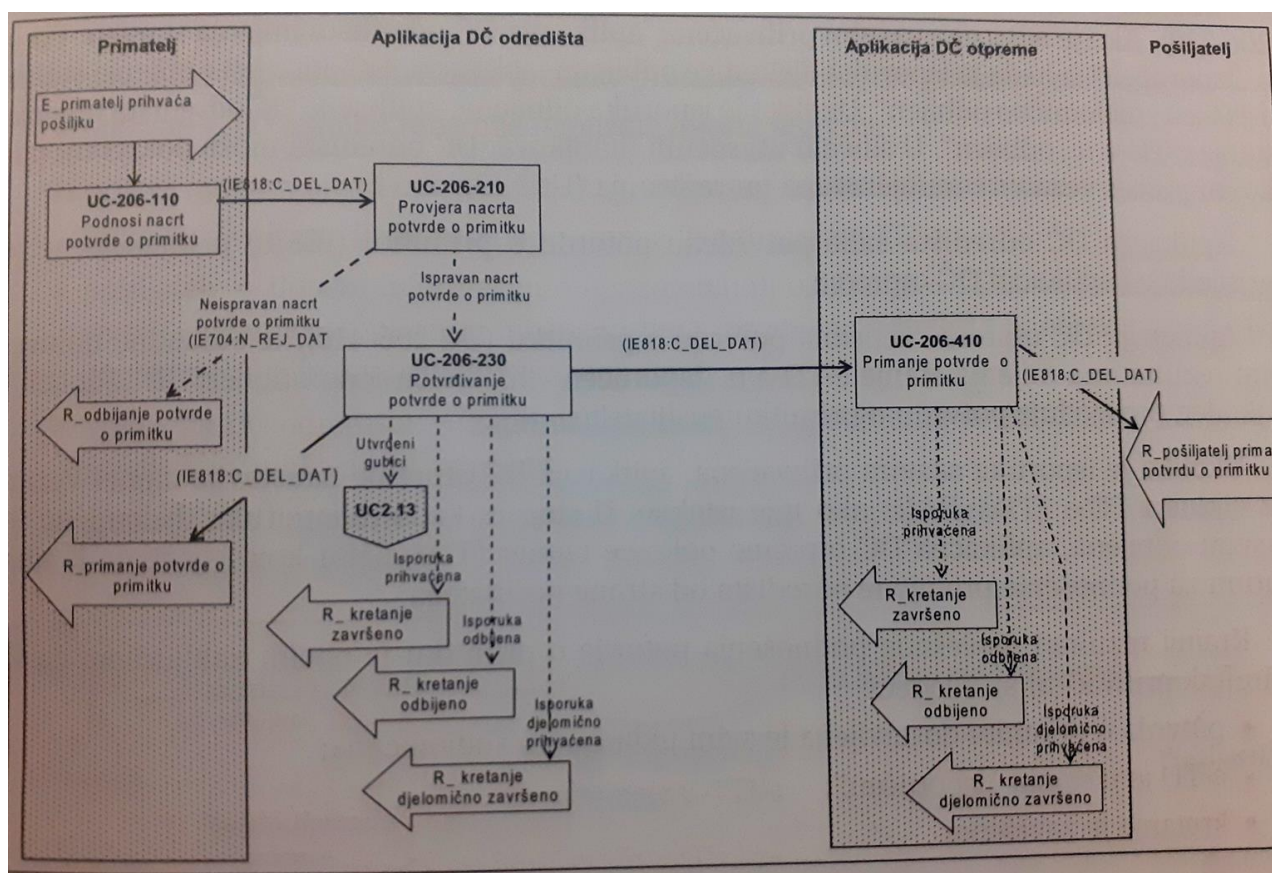 Primatelj
Aplikacija DČ odredišta
Aplikacija DČ otpreme
Pošiljatelj
E_primatelj prihvaća
pošiljku
UC-206-110
Podnosi nacrt
potvrde o primitku
(IE818:C_DEL_DAT)
UC-206-210
Provjera nacrta
potvrde o primitku
Neispravan nacrt
potvrde o primitku
(IE704:N_REJ_DAT
Ispravan nacrt
potvrde o primitku
R_odbijanje potvrde
o primitku
UC-206-230
Potvrđivanje
potvrde o primitku
(IE818:C_DEL_DAT)
UC-206-410
Primanje potvrde o
primitku
(IE818:C_DEL_DAT)
R_pošiljatelj prima
potvrdu o primitku
(IE818:C_DEL_DAT)
R_primanje potvrde o
primitku
Utvrđeni
gubici
UC2.13
Isporuka
prihvaćena
R_ kretanje
završeno
Isporuka
odbijena
R_ kretanje
odbijeno
Isporuka
djelomično
prihvaćena
R_ kretanje
djelomično završeno
Isporuka
prihvaćena
R_kretanje
završeno
Isporuka
odbijena
R_ kretanje
odbijeno
Isporuka
djelomično
prihvaćena
R_ kretanje
djelomično završeno